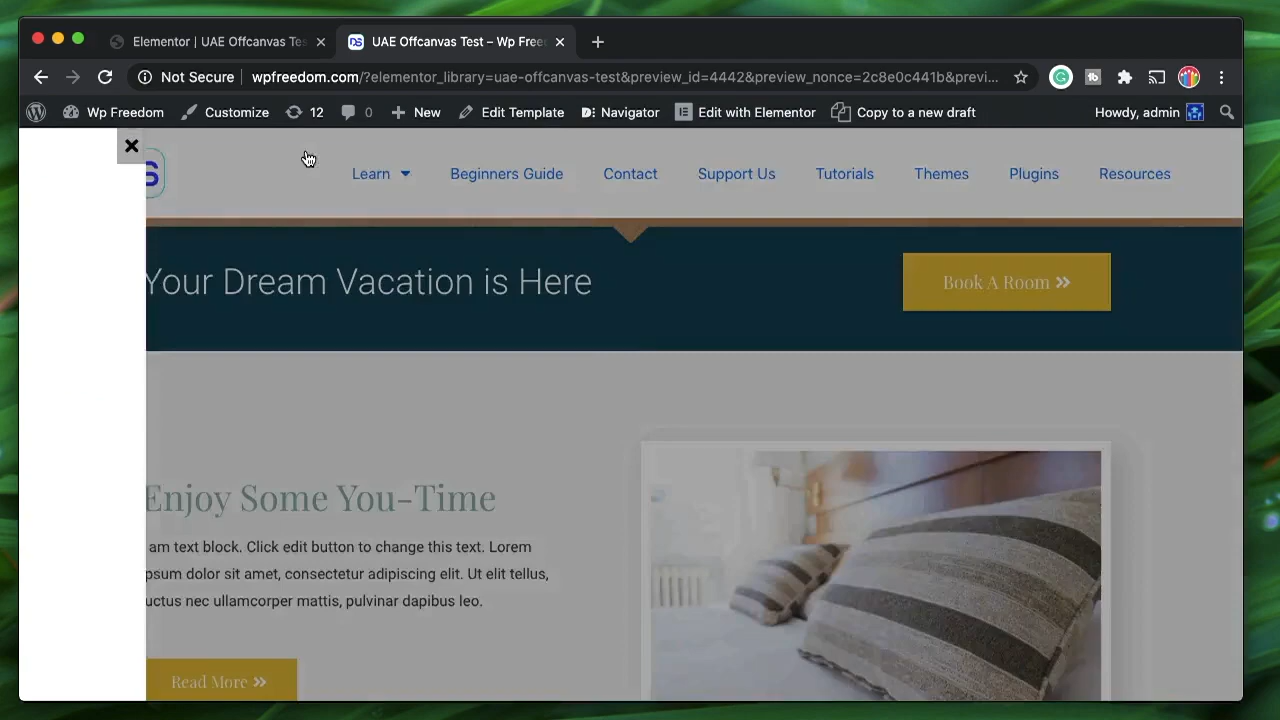 Elementor | UAE Offcanvas Tes
UAE Offcanvas Test – Wp Free
Not Secure
wpfreedom.com/?elementor_library=uae-offcanvas-test&preview_id=4442&preview_nonce=2c8e0c441b&previ...
Wp Freedom
Customize
12
0
New
Edit Template
Navigator
Edit with Elementor
Copy to a new draft
Howdy, admin
S
Learn
Beginners Guide
Contact
Support Us
Tutorials
Themes
Plugins
Resources
Your Dream Vacation is Here
Book A Room »
Enjoy Some You-Time
am text block. Click edit button to change this text. Lorem
psum dolor sit amet, consectetur adipiscing elit. Ut elit tellus,
uctus nec ullamcorper mattis, pulvinar dapibus leo.
Read More »